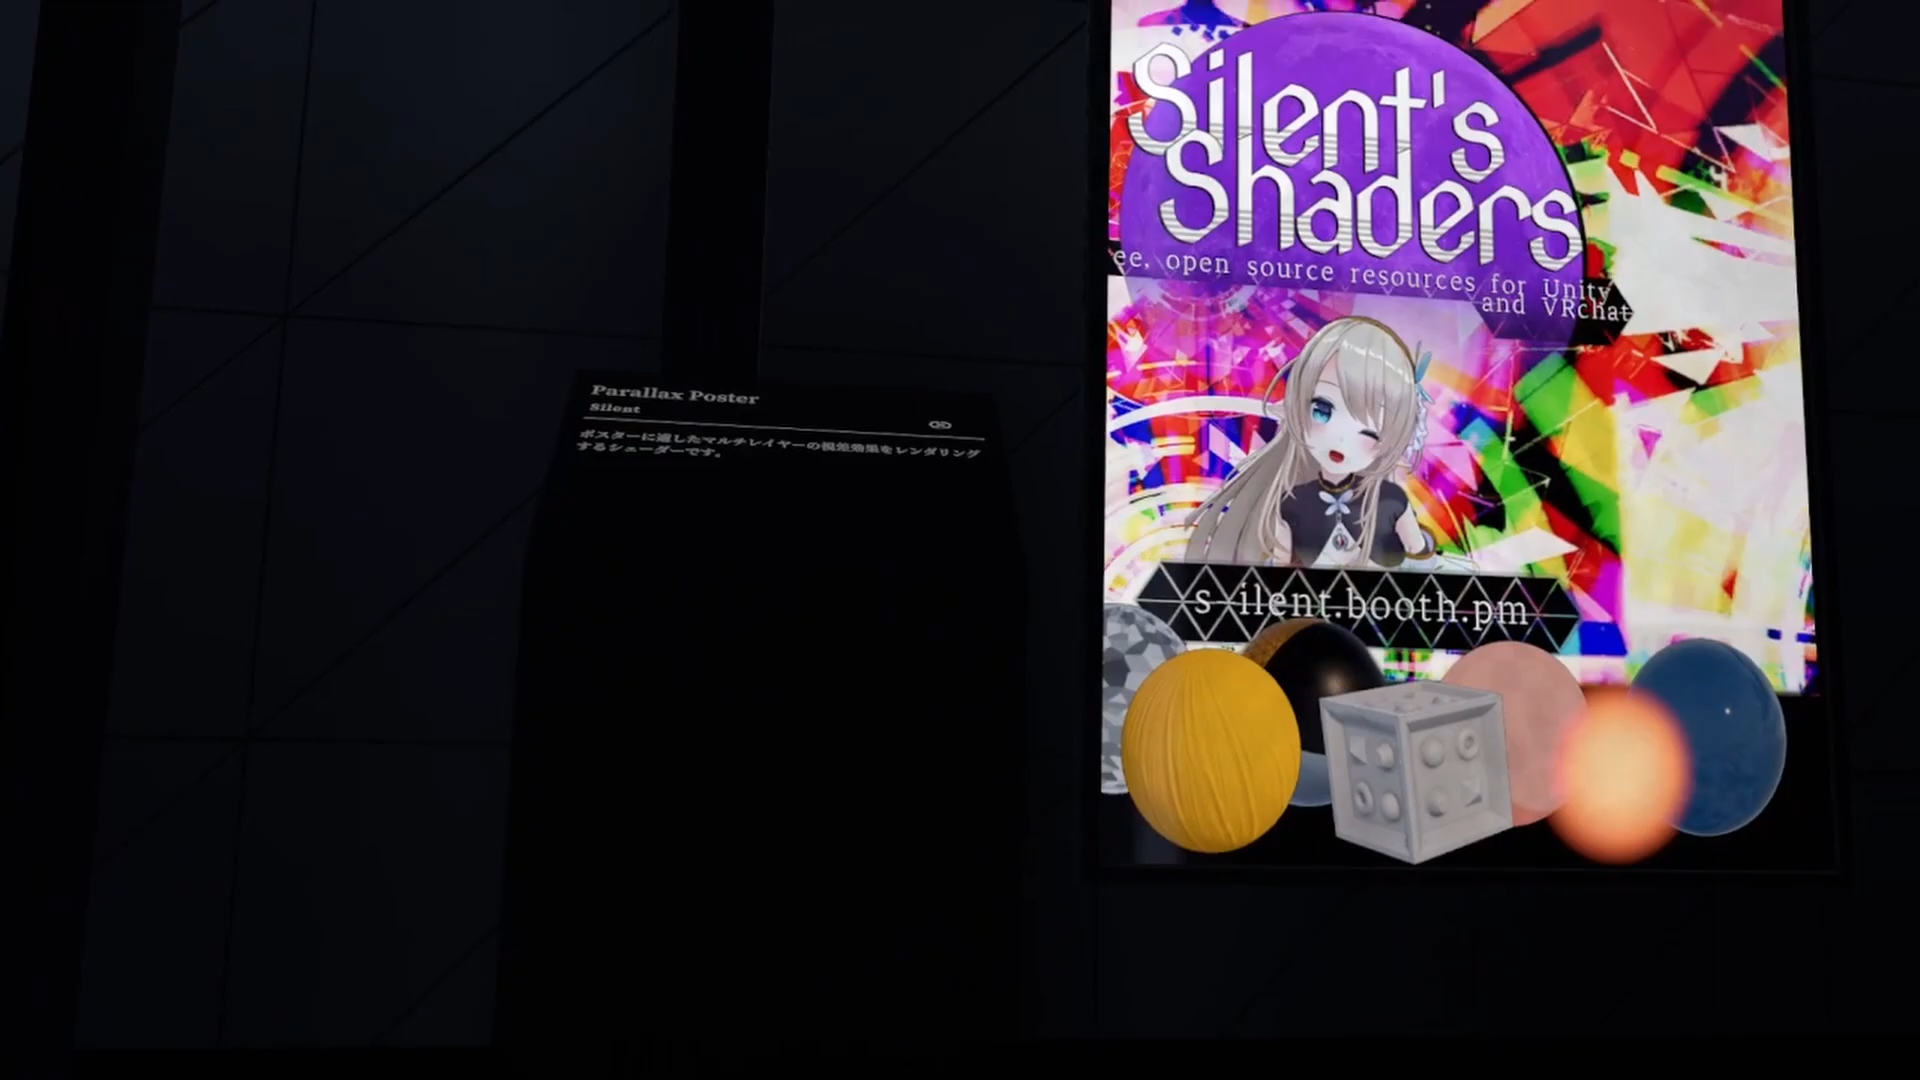 Parallax Poster
Silent
ポスターに適したマルチレイヤーの視差効果をレンダリング
するシェーダーです。
Silent's
Shaders
ee, open source resources for Unity
and VRchat
s ilent.booth.pm